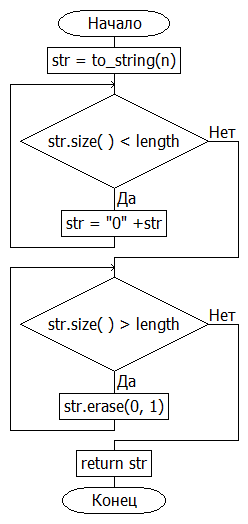 Начало
str = to_string(n)
str.size( ) < length
Нет
Да
str = "0" +str
str.size( ) > length
Нет
Да
str.erase(0, 1)
return str
Конец